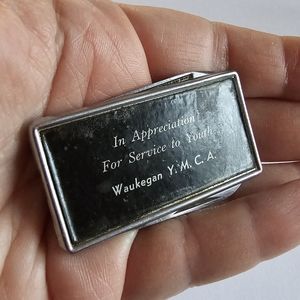 In Appreciation
For Service to Youth
Waukegan Y. M. C. A.